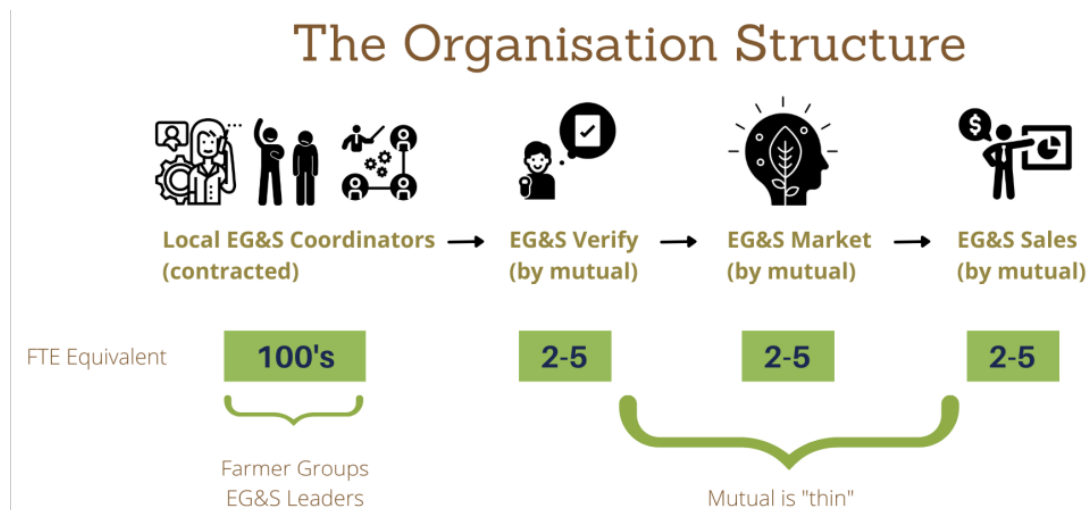 The Organisation Structure
Local EG&S Coordinators
(contracted)
EG&S Verify
(by mutual)
EG&S Market
(by mutual)
EG&S Sales
(by mutual)
FTE Equivalent
100's
2-5
2-5
2-5
Farmer Groups
EG&S Leaders
Mutual is "thin"
$